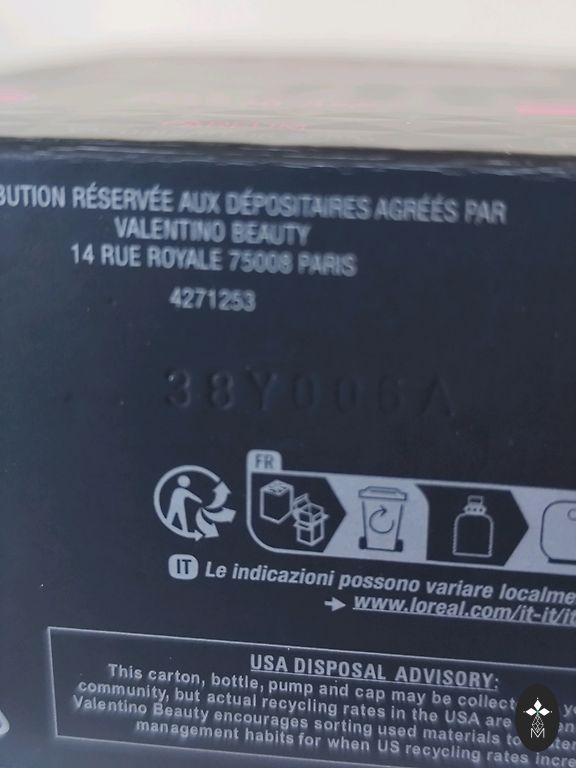 BUTION RÉSERVÉE AUX DÉPOSITAIRES AGRÉÉS PAR
VALENTINO BEAUTY
14 RUE ROYALE 75008 PARIS
4271253
38Y006A
FR
IT Le indicazioni possono variare localme
→ www.loreal.com/it-it/it
USA DISPOSAL ADVISORY:
This carton, bottle, pump and cap may be collect
community, but actual recycling rates in the USA are
Valentino Beauty encourages sorting used materials to
management habits for when US recycling rates incre
M